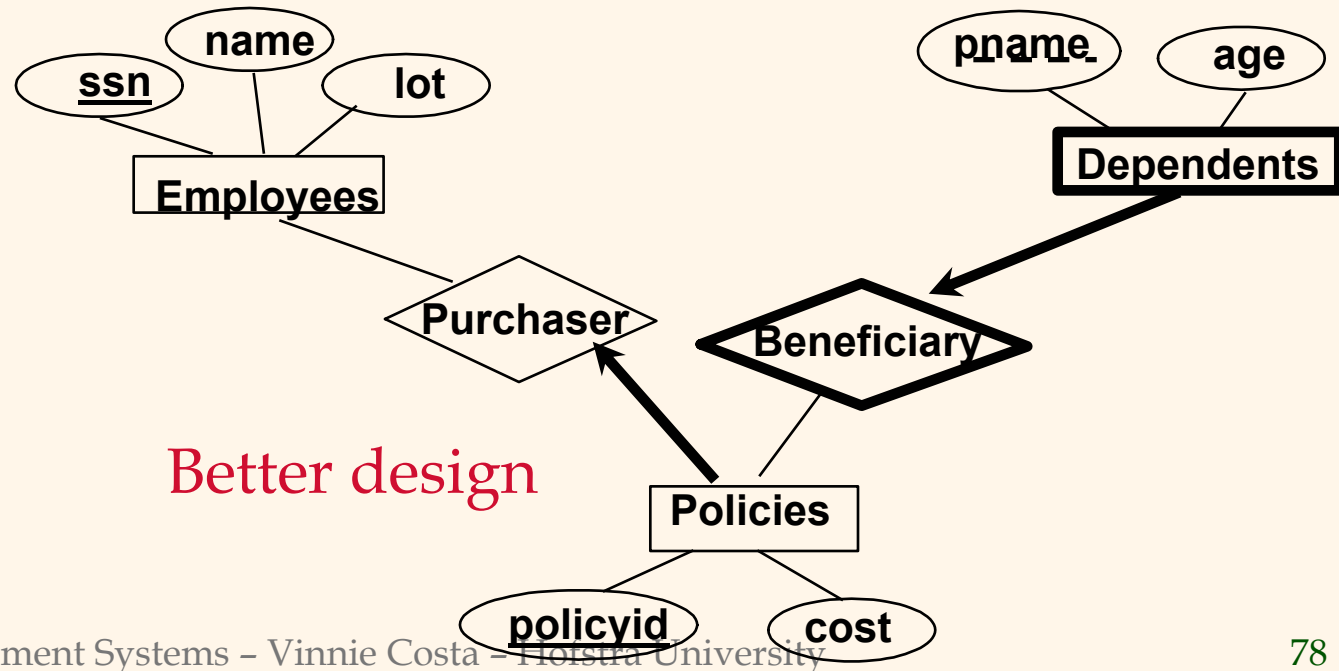 name
pname
age
ssn
lot
Employees
Dependents
Purchaser
Beneficiary
Better design
Policies
policyid
cost
ment Systems – Vinnie Costa – Hofstra University
78